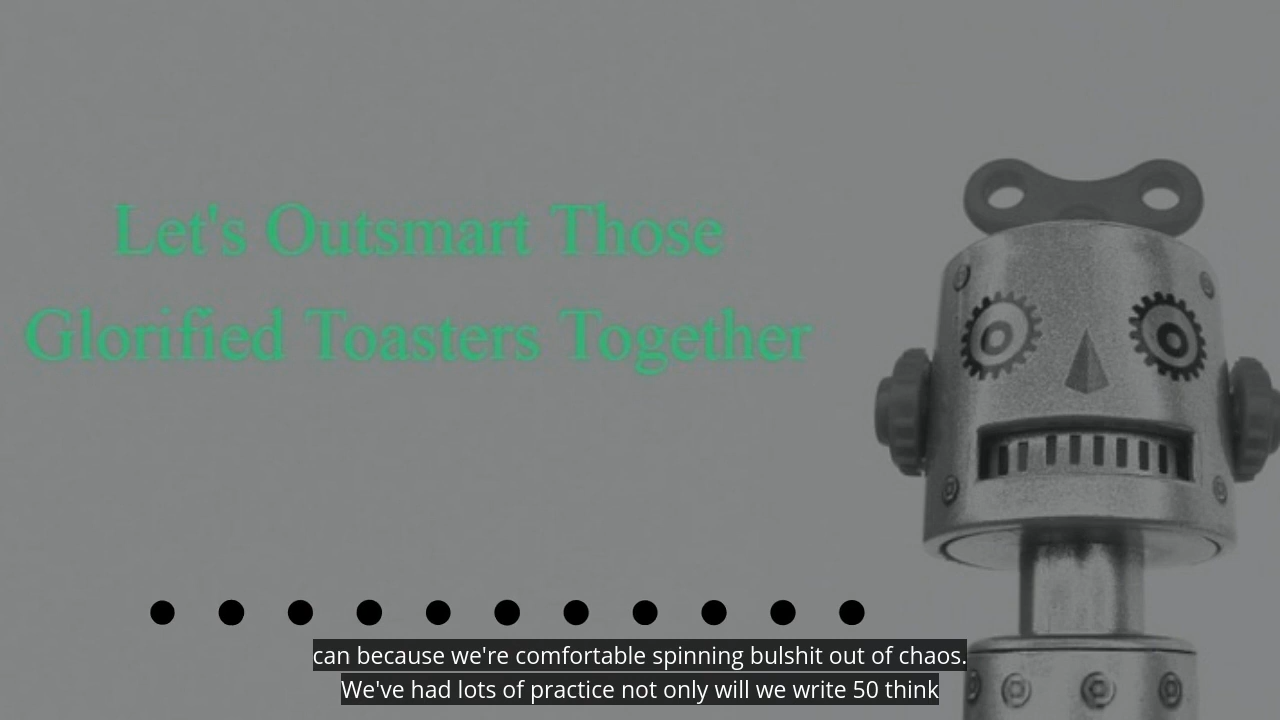 Let's Outsmart Those
Glorified Toasters Together
can because we're comfortable spinning bulshit out of chaos.
We've had lots of practice not only will we write 50 think